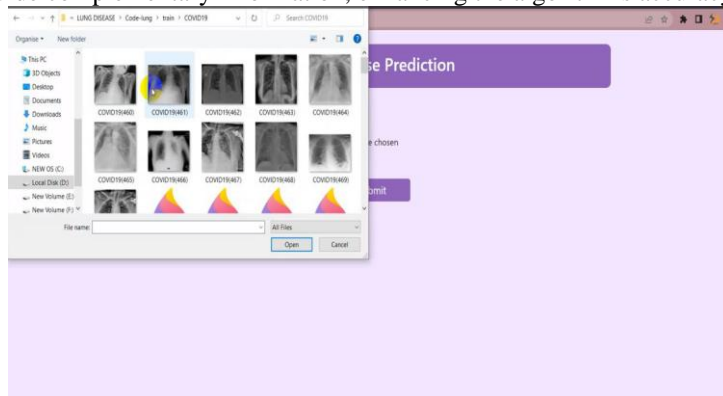 LUNG DISEASE > Code-lung > train > COVID19
Search COVID19
Organise
New folder
se Prediction
This PC
3D Objects
Desktop
Documents
Downloads
Music
Pictures
Videos
NEW OS (C:)
Local Disk (D:)
New Volume (E:)
New Volume (F:)
COVID19(460) COVID19(461) COVID19(462) COVID19(463) COVID19(464)
e chosen
COVID19(465) COVID19(466) COVID19(467) COVID19(468) COVID19(469)
omit
File name:
All Files
Open Cancel